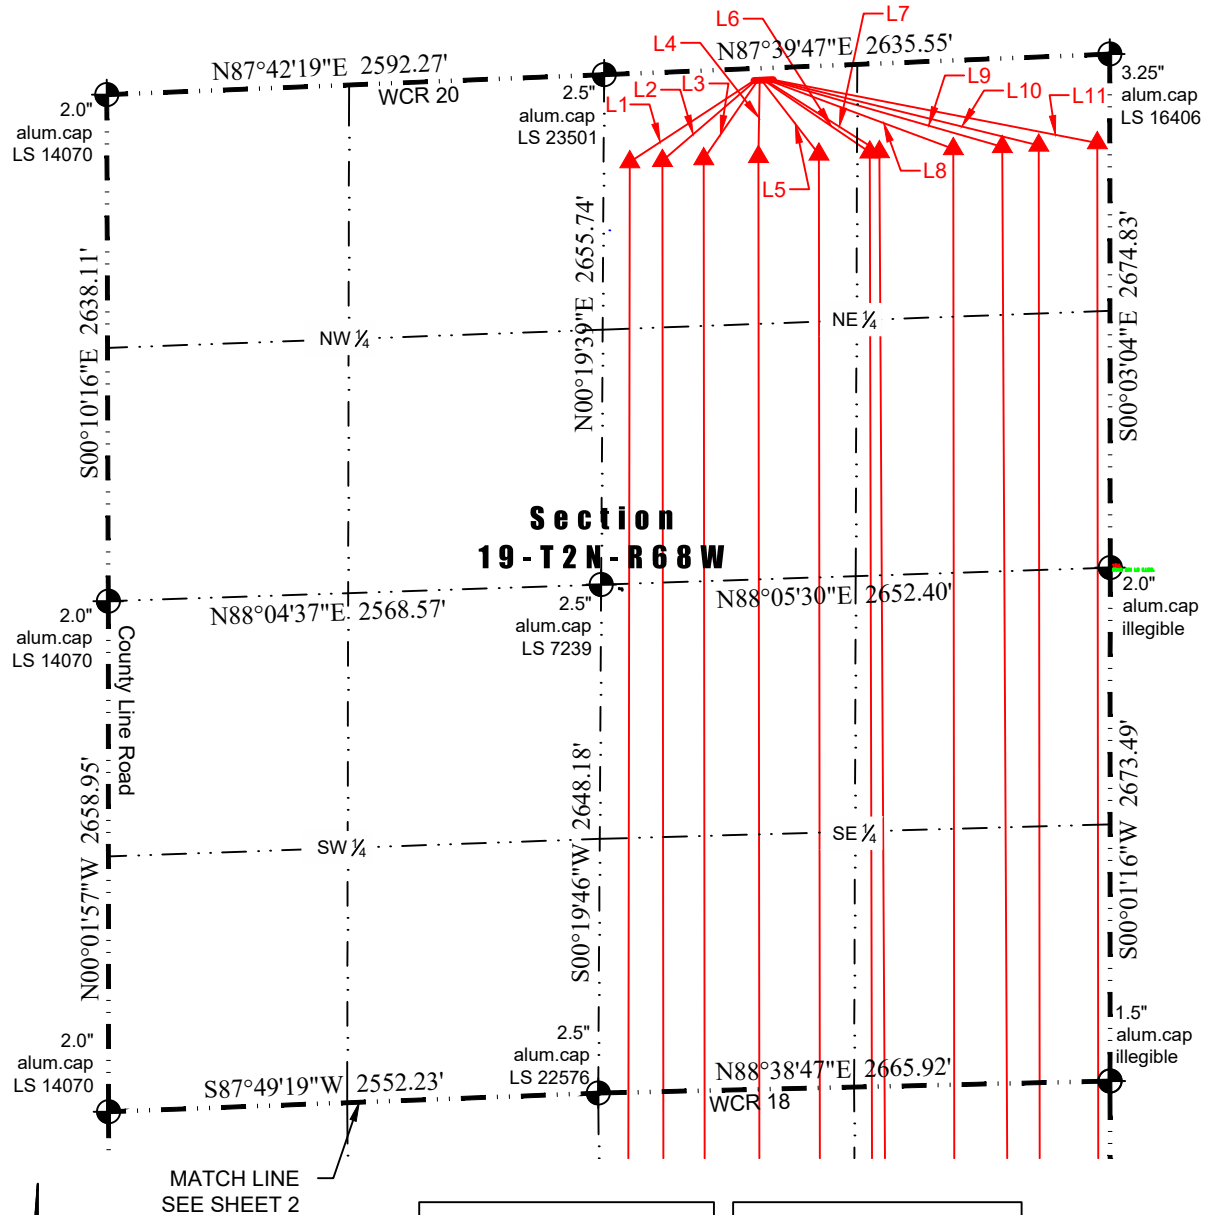 L6
L7
L4
N87°39'47"E 2635.55'
N87°42'19"E 2592.27'
WCR 20
L1
L2
L3
L9
L10
L11
L5
L8
2.0"
alum.cap
LS 14070
2.5"
alum.cap
LS 23501
3.25"
alum.cap
LS 16406
S00°10'16"E 2638.11'
N00°19'39"E 2655.74'
S00°03'04"E 2674.83'
NW ¼
NE ¼
Section
19-T2N-R68W
N88°04'37"E 2568.57'
N88°05'30"E 2652.40'
2.0"
alum.cap
LS 14070
2.5"
alum.cap
LS 7239
2.0"
alum.cap
illegible
County Line Road
N00°01'57"W 2658.95'
S00°19'46"W 2648.18'
S00°01'16"W 2673.49'
SW ¼
SE ¼
2.0"
alum.cap
LS 14070
2.5"
alum.cap
LS 22576
1.5"
alum.cap
illegible
S87°49'19"W 2552.23'
N88°38'47"E 2665.92'
WCR 18
MATCH LINE
SEE SHEET 2